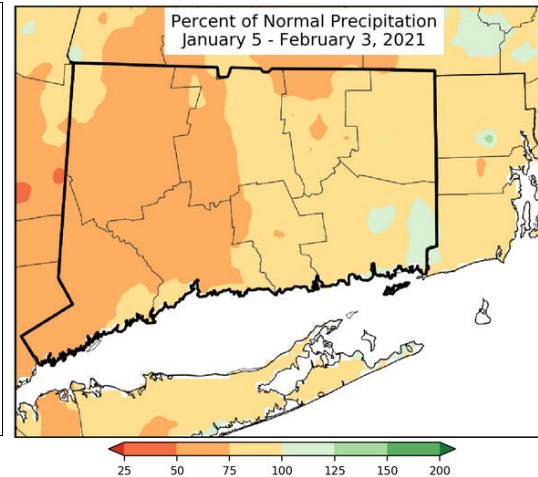 Percent of Normal Precipitation
January 5 - February 3, 2021
25 50 75 100 125 150 200